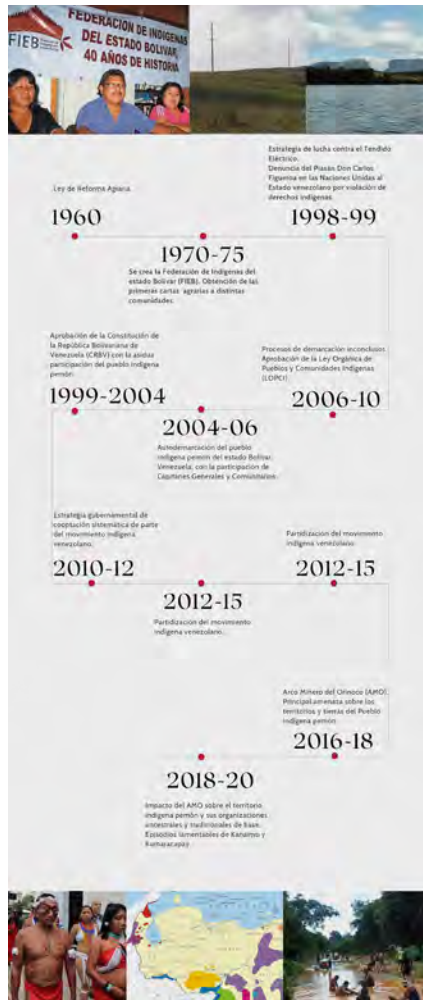 FIEB
FEDERACIÓN DE INDÍGENAS
DEL ESTADO BOLÍVAR,
40 AÑOS DE HISTORIA
Ley de Reforma Agraria.
1960
Estrategia de lucha contra el Tendido
Eléctrico.
Denuncia del Piasán Don Carlos
Figueroa en las Naciones Unidas al
Estado venezolano por violación de
derechos indígenas.
1998-99
1970-75
Se crea la Federación de Indígenas del
estado Bolívar (FIEB). Obtención de las
primeras cartas agrarias a distintas
comunidades.
Aprobación de la Constitución de
la República Bolivariana de
Venezuela (CRBV) con la asidua
participación del pueblo indígena
pemón.
1999-2004
Procesos de demarcación inconclusos.
Aprobación de la Ley Orgánica de
Pueblos y Comunidades Indígenas
(LOPCI).
2006-10
2004-06
Autodemarcación del pueblo
indígena pemón del estado Bolívar,
Venezuela, con la participación de
Capitanes Generales y Comunitarios.
Estrategia gubernamental de
cooptación sistemática de parte
del movimiento indígena
venezolano.
2010-12
Partidización del movimiento
indígena venezolano.
2012-15
2012-15
Partidización del movimiento
indígena venezolano.
Arco Minero del Orinoco (AMO).
Principal amenata sobre los
territorios y tierras del Pueblo
Indígena pemón.
2016-18
2018-20
Impacto del AMO sobre el territorio
indígena pemón y sus organizaciones
ancestrales y tradicionales de base.
Episodios lamentables de Kanaimo y
Kumaracapay.